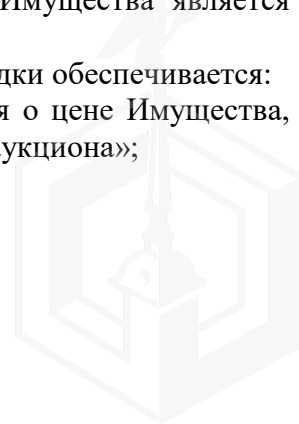 Имущества является
дки обеспечивается:
я о цене Имущества,
укциона»;